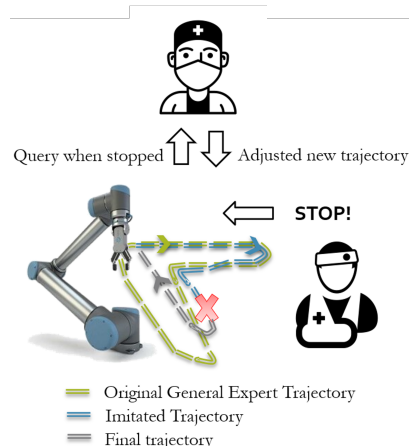 Query when stopped
Adjusted new trajectory
STOP!
Original General Expert Trajectory
Imitated Trajectory
Final trajectory